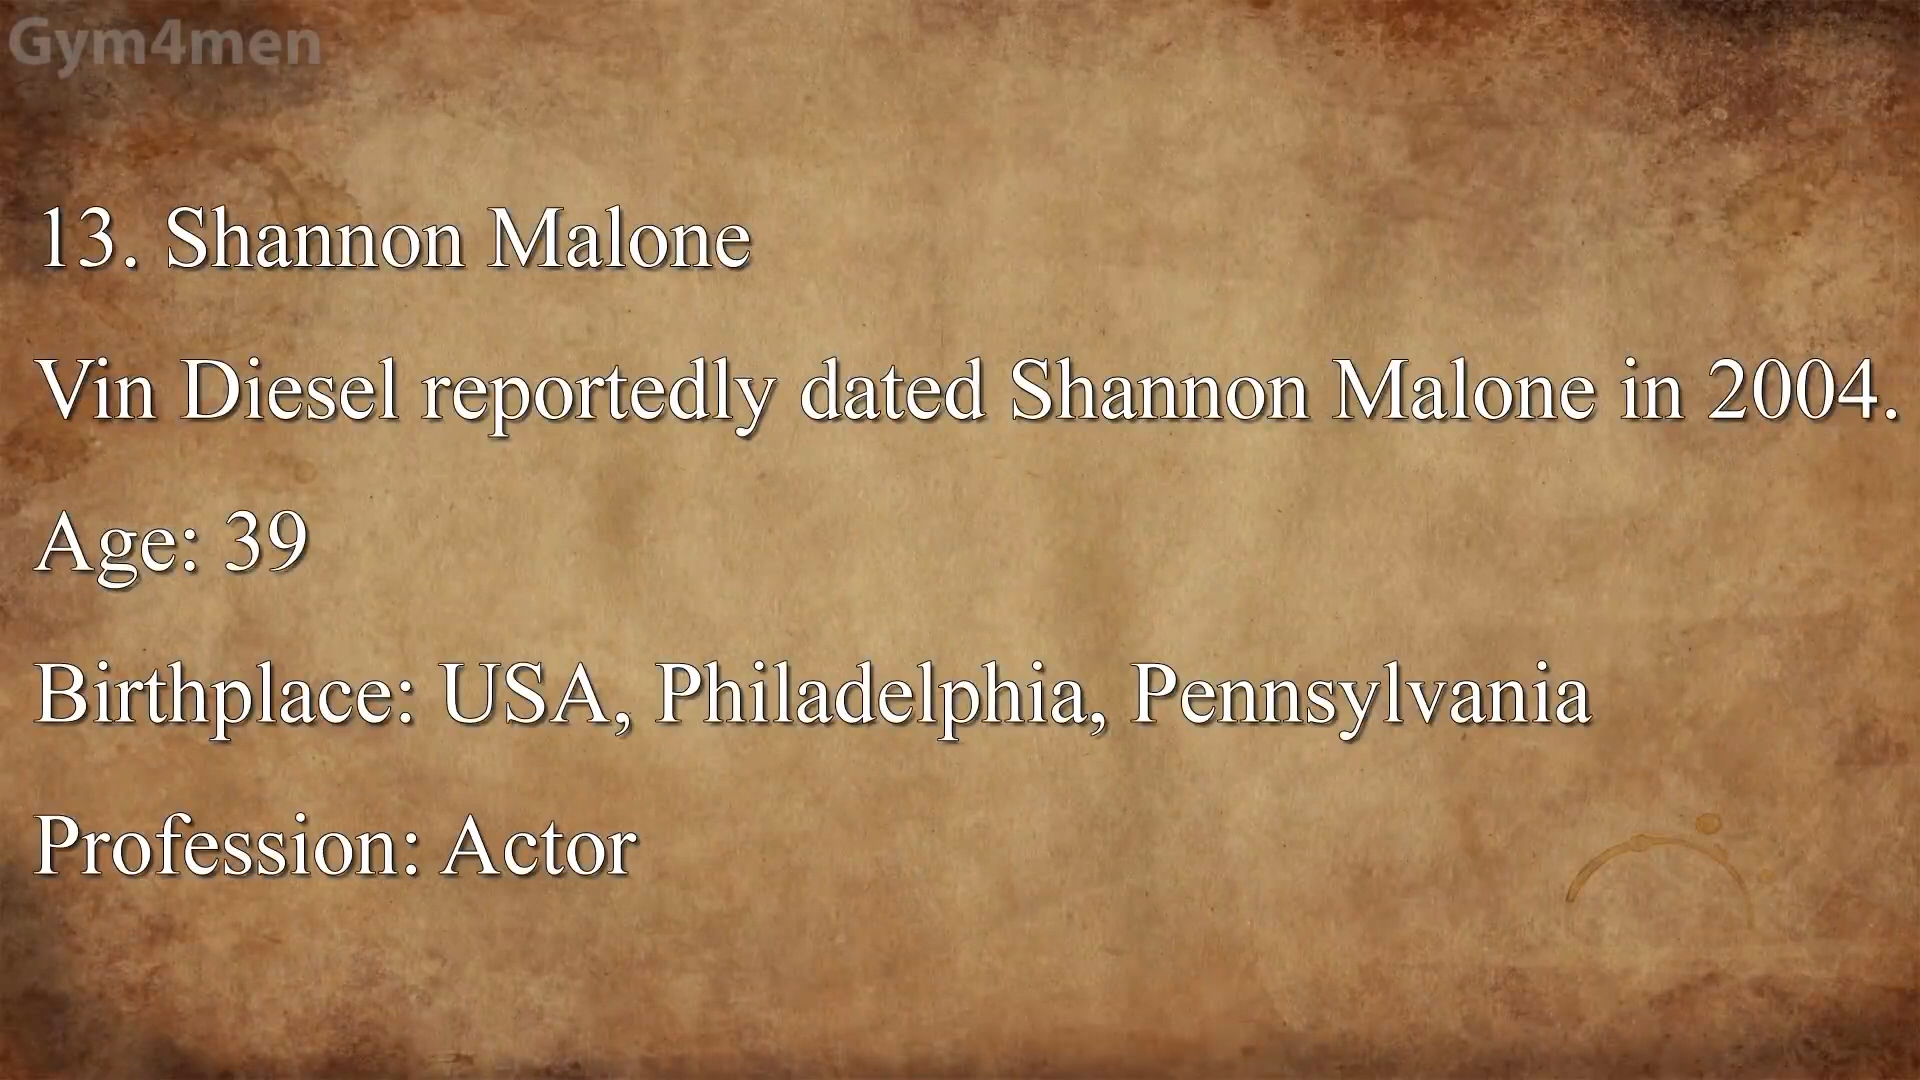 Gym4men
13. Shannon Malone
Vin Diesel reportedly dated Shannon Malone in 2004.
Age: 39
Birthplace: USA, Philadelphia, Pennsylvania
Profession: Actor